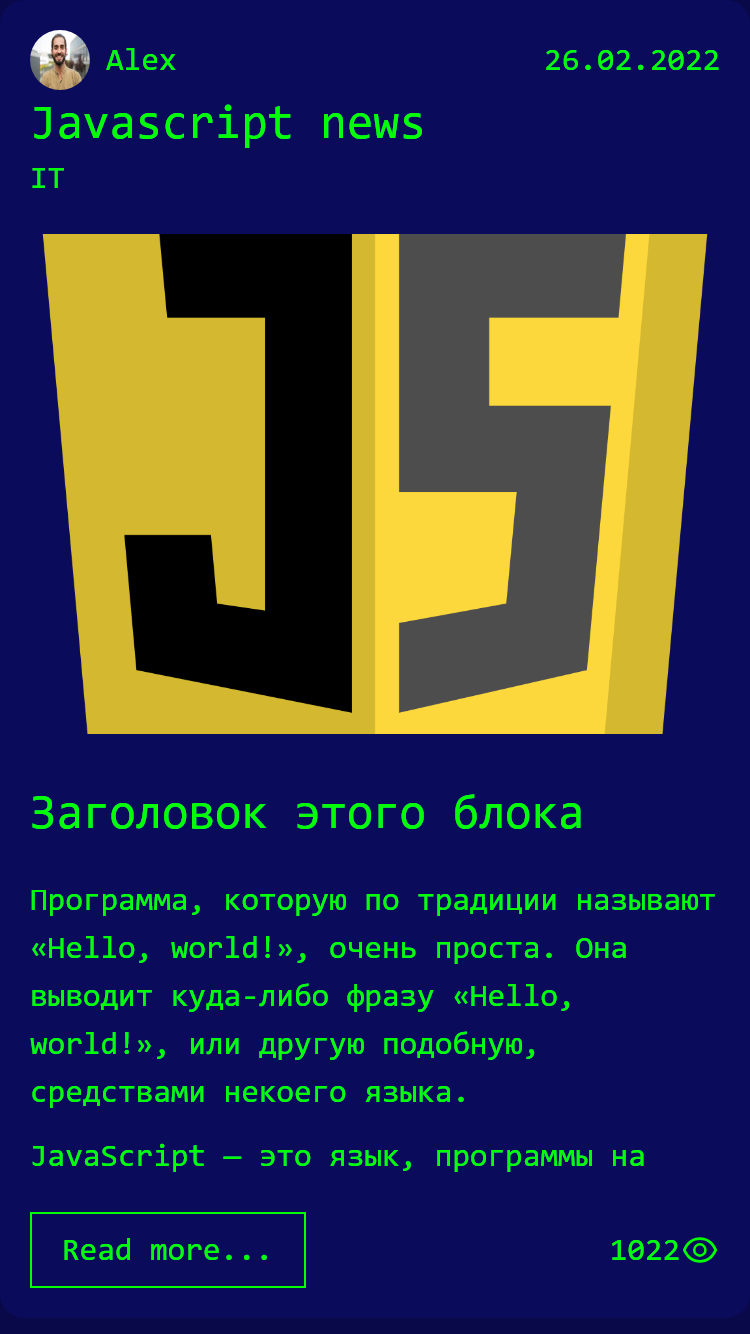 Alex
26.02.2022
Javascript news
IT
JS
Заголовок этого блока
Программа, которую по традиции называют
«Hello, world!», очень проста. Она
выводит куда-либо фразу «Hello,
world!», или другую подобную,
средствами некоего языка.
JavaScript — это язык, программы на
Read more...
1022